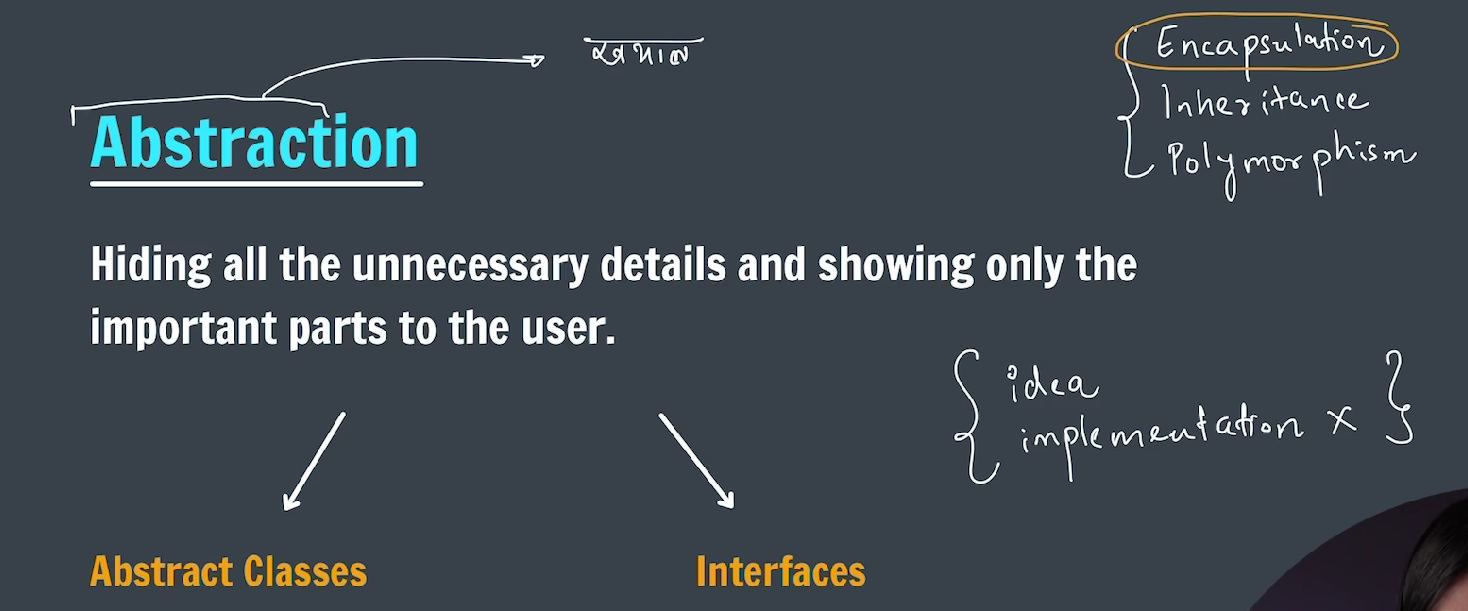 Encapsulation
Inheritance
Polymorphism
Abstraction
Hiding all the unnecessary details and showing only the
important parts to the user.
idea
implementation x
Abstract Classes
Interfaces